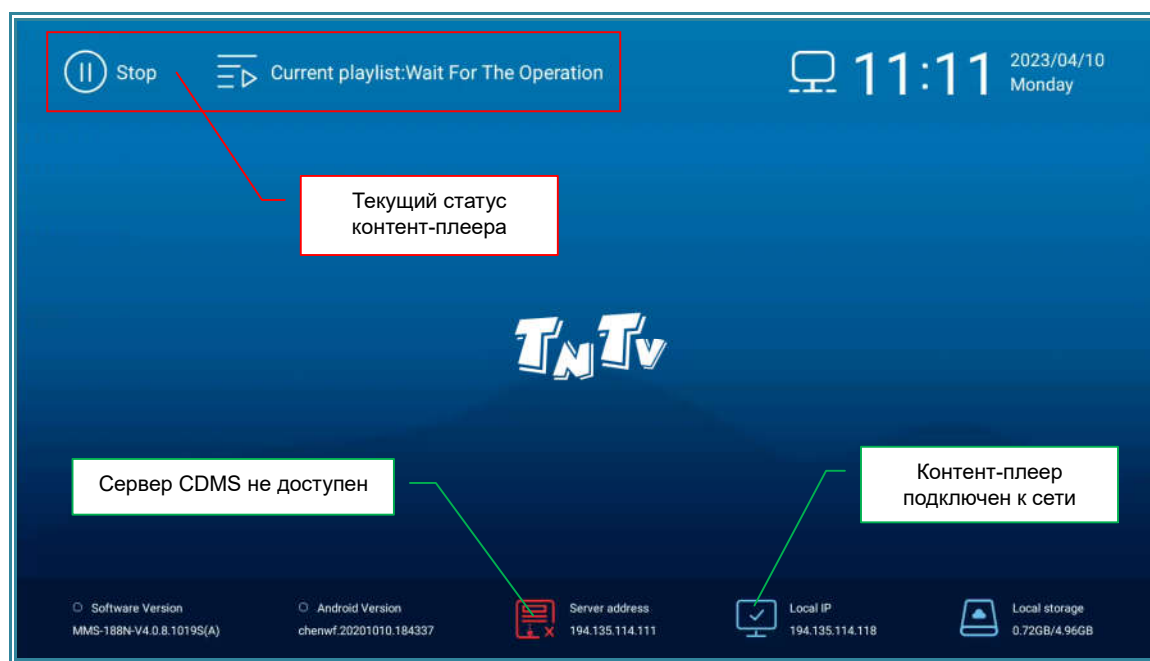 Stop
Current playlist:Wait For The Operation
11:11
2023/04/10
Monday
Текущий статус
контент-плеера
TNTV
Сервер CDMS не доступен
Контент-плеер
подключен к сети
Software Version
MMS-188N-V4.0.8.1019S(A)
Android Version
chenwf.20201010.184337
Server address
194.135.114.111
Local IP
194.135.114.118
Local storage
0.72GB/4.96GB